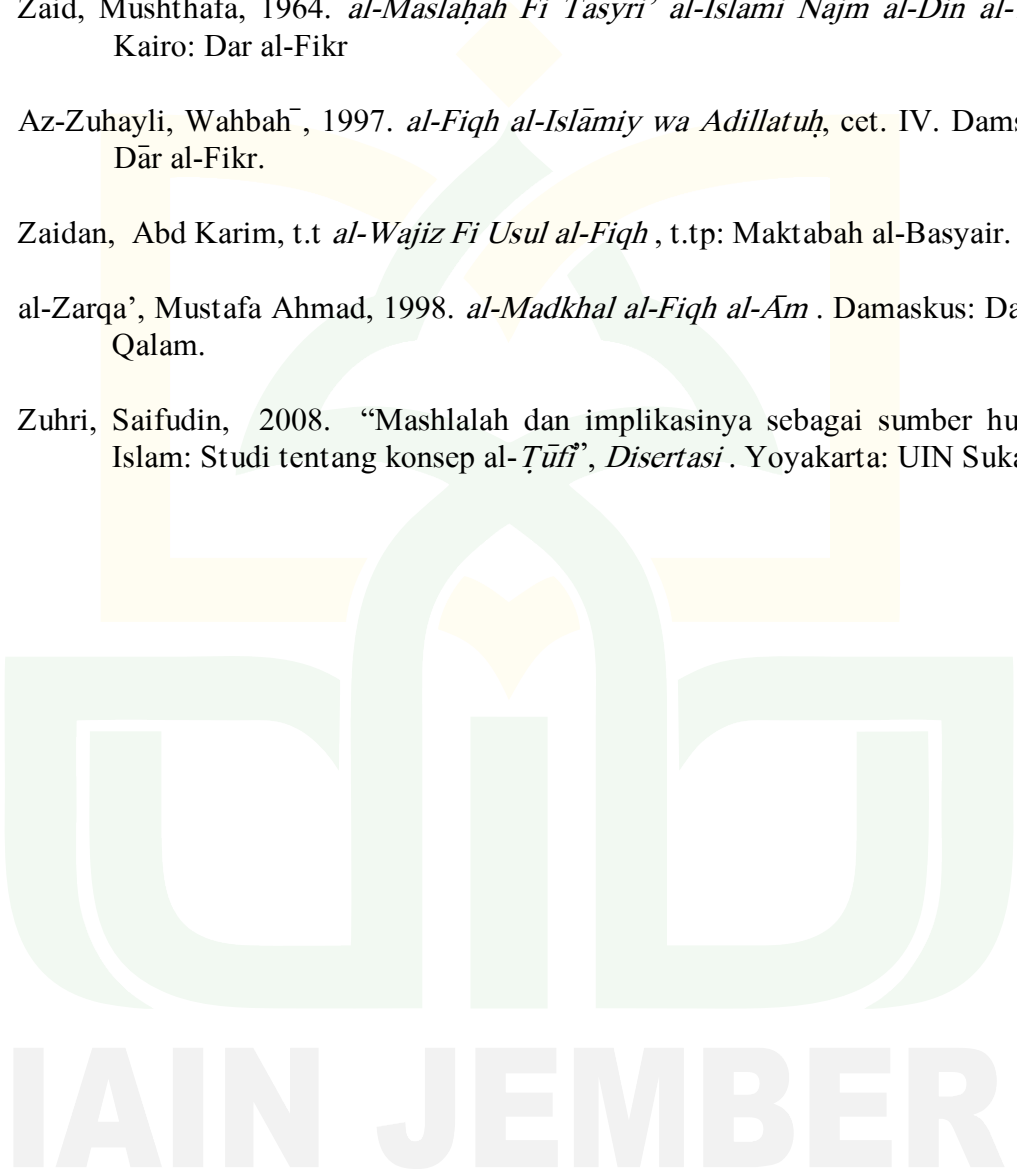 Zaid, Mushthafa, 1964. al-Maslaḥah Fi Tasyri’ al-Islami Najm al-Din al-
Kairo: Dar al-Fikr
Az-Zuhayli, Wahbah ̄, 1997. al-Fiqh al-Islāmiy wa Adillatuḥ, cet. IV. Dams
Dār al-Fikr.
Zaidan, Abd Karim, t.t al-Wajiz Fi Usul al-Fiqh , t.tp: Maktabah al-Basyair.
al-Zarqa’, Mustafa Ahmad, 1998. al-Madkhal al-Fiqh al-Ām . Damaskus: Da
Qalam.
Zuhri, Saifudin, 2008. “Mashlalah dan implikasinya sebagai sumber hu
Islam: Studi tentang konsep al-Ṭūfi”, Disertasi . Yoyakarta: UIN Suka
IAIN JEMBER